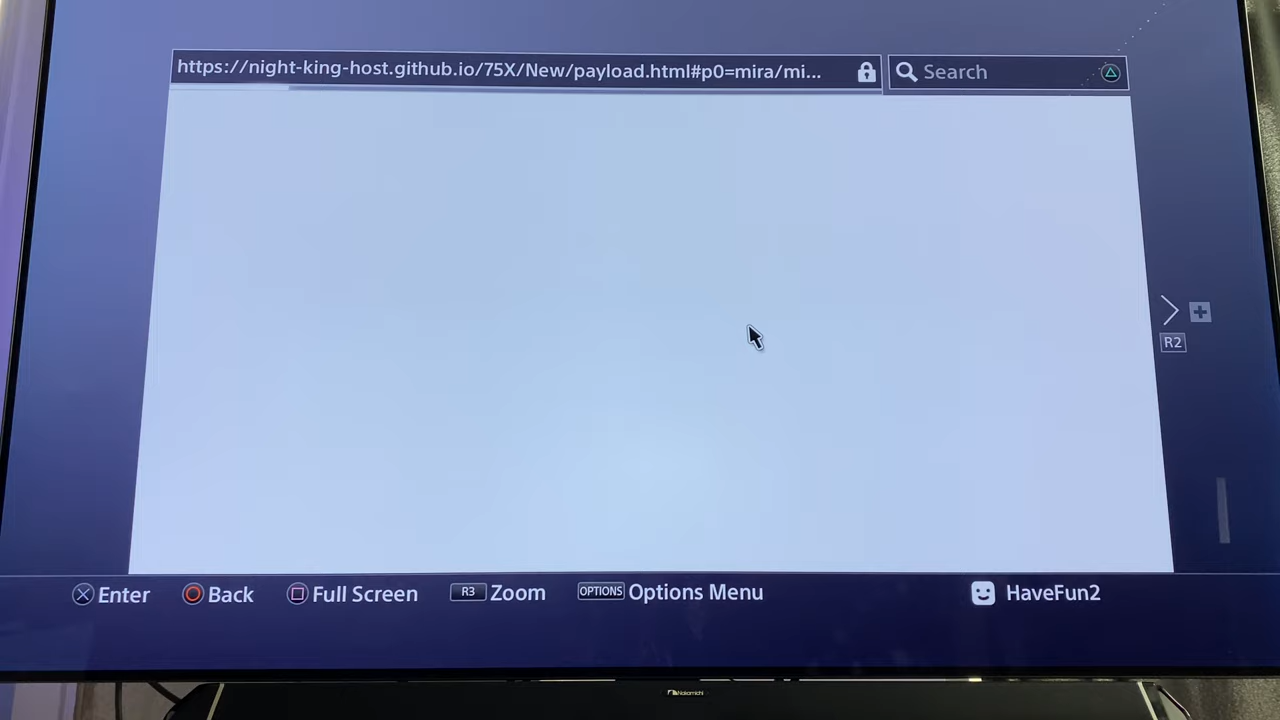 https://night-king-host.github.io/75X/New/payload.html#p0=mira/mi...
Search
R2
Enter
Back
Full Screen
R3 Zoom
OPTIONS Options Menu
HaveFun2
Nakamichi